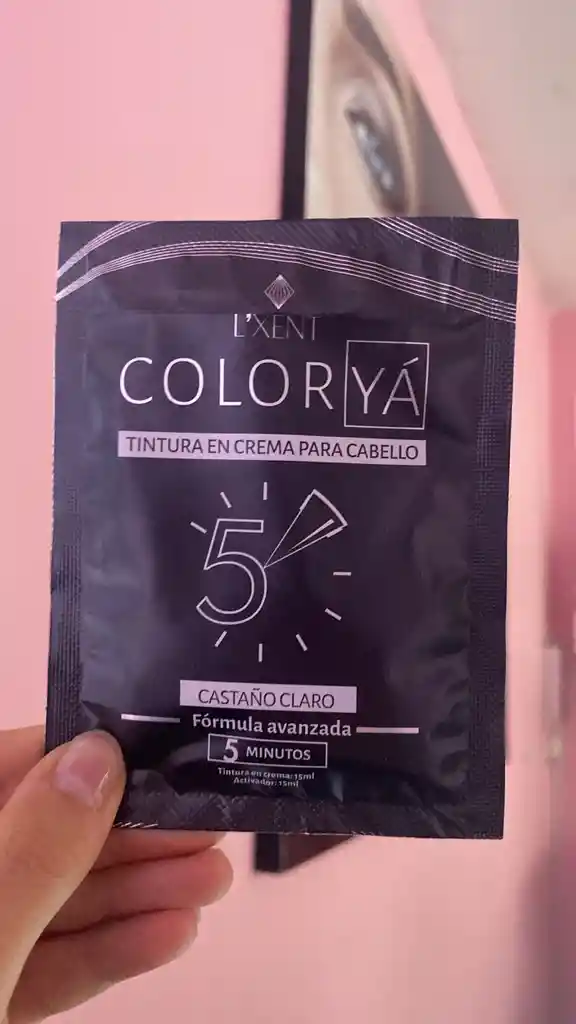 L'XENT
COLOR YÁ
TINTURA EN CREMA PARA CABELLO
5
CASTAÑO CLARO
Fórmula avanzada
5 MINUTOS
Tintura en crema: 15ml
Activador: 15ml